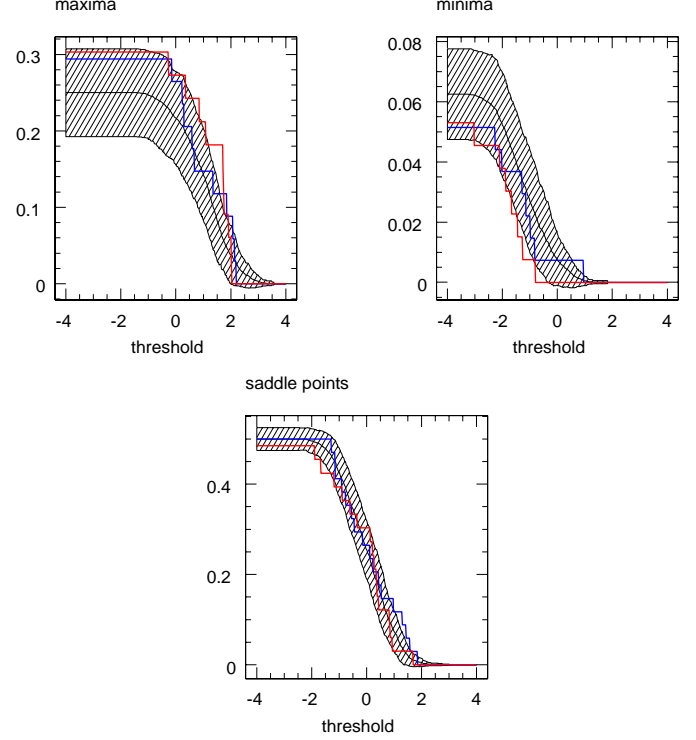 maxima
0.3
0.2
0.1
0
-4 -2 0 2 4
threshold
minima
0.08
0.06
0.04
0.02
0
-4 -2 0 2 4
threshold
saddle points
0.4
0.2
0
-4 -2 0 2 4
threshold